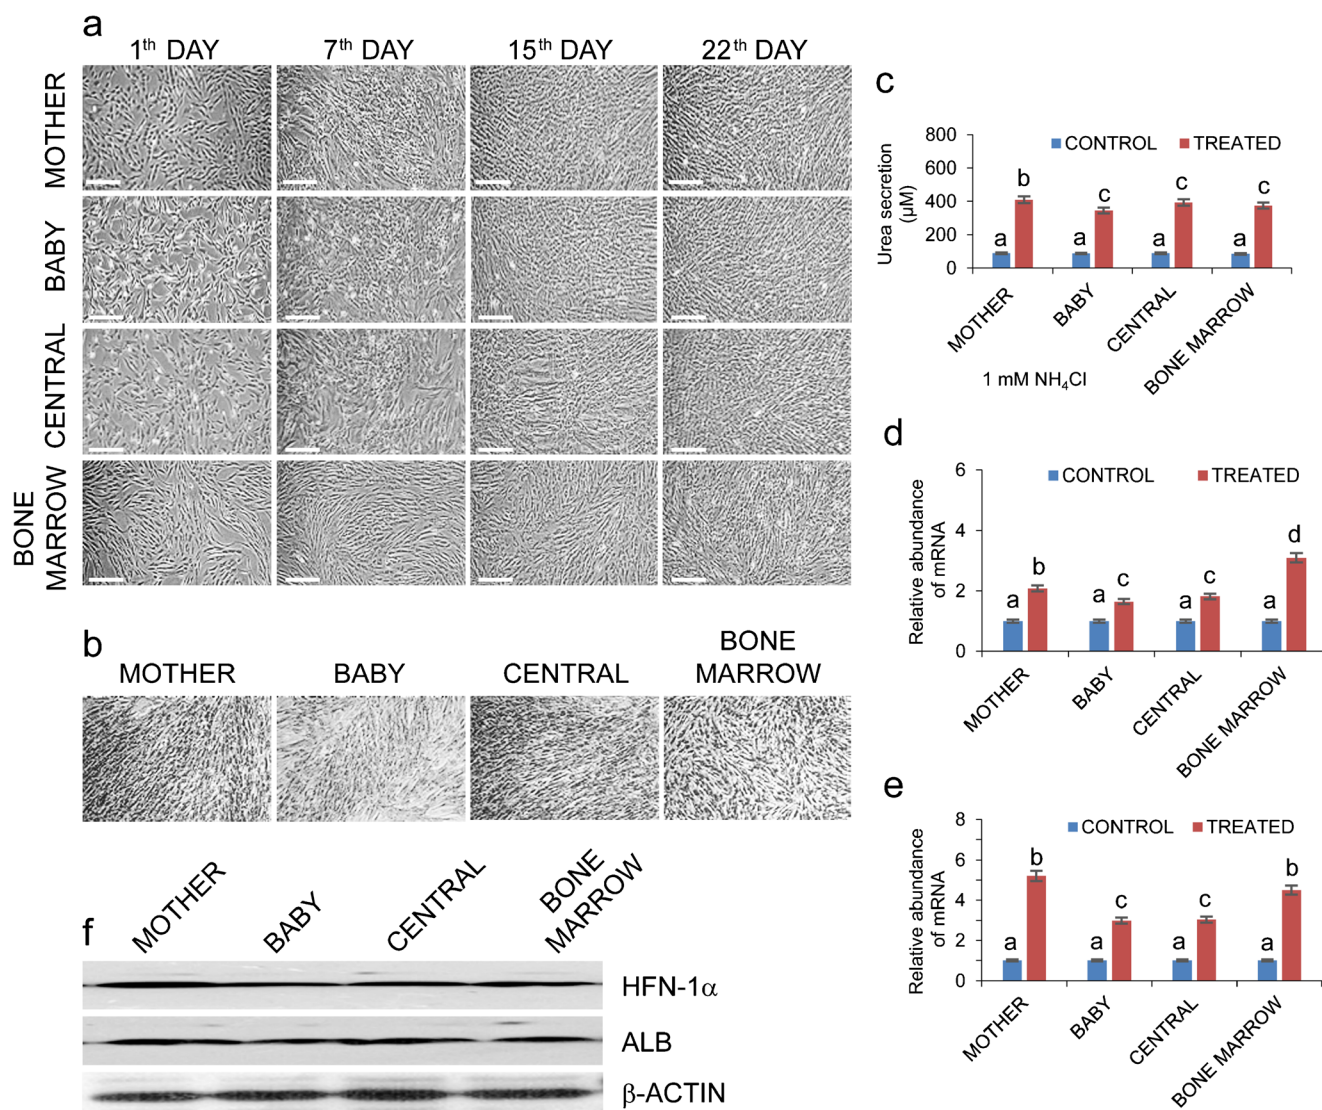 a
1th DAY 7th DAY 15th DAY 22th DAY
MOTHER
BABY
CENTRAL
BONE
MARROW
b
MOTHER BABY CENTRAL BONE
MARROW
c
800
600
400
200
0
Urea secretion
(µM)
CONTROL TREATED
a b a c a c a c
MOTHER BABY CENTRAL BONE MARROW
1 mM NH₄Cl
d
6
4
2
0
Relative abundance
of mRNA
CONTROL TREATED
a b a c a c a d
MOTHER BABY CENTRAL BONE MARROW
e
8
6
4
2
0
Relative abundance
of mRNA
CONTROL TREATED
a b a c a c a b
MOTHER BABY CENTRAL BONE MARROW
f
MOTHER BABY CENTRAL BONE
MARROW
HFN-1α
ALB
β-ACTIN